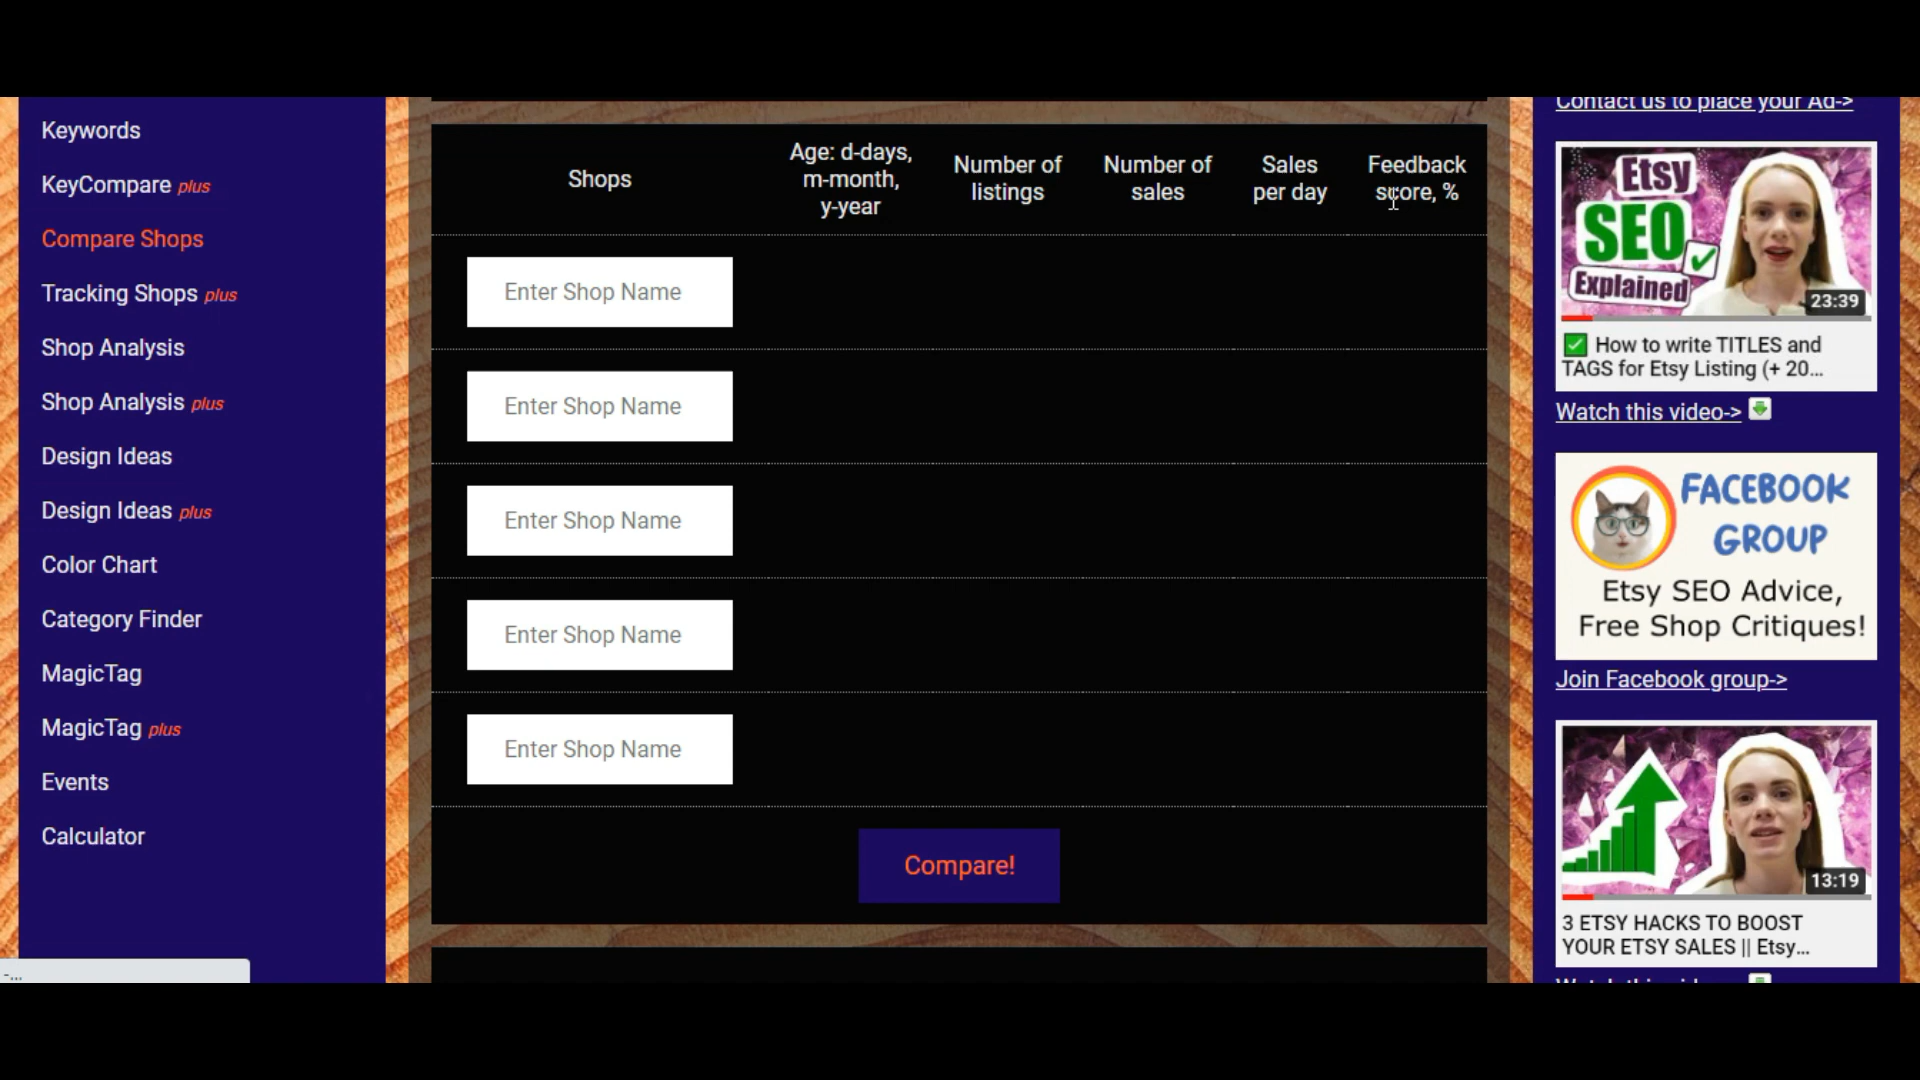 Keywords
KeyCompare plus
Compare Shops
Tracking Shops plus
Shop Analysis
Shop Analysis plus
Design Ideas
Design Ideas plus
Color Chart
Category Finder
MagicTag
MagicTag plus
Events
Calculator
-...
Shops
Age: d-days,
m-month,
y-year
Number of
listings
Number of
sales
Sales
per day
Feedback
score, %
Enter Shop Name
Enter Shop Name
Enter Shop Name
Enter Shop Name
Enter Shop Name
Compare!
Contact us to place your Ad->
Etsy
SEO
Explained
23:39
How to write TITLES and
TAGS for Etsy Listing (+ 20...
Watch this video->
FACEBOOK
GROUP
Etsy SEO Advice,
Free Shop Critiques!
Join Facebook group->
13:19
3 ETSY HACKS TO BOOST
YOUR ETSY SALES || Etsy...